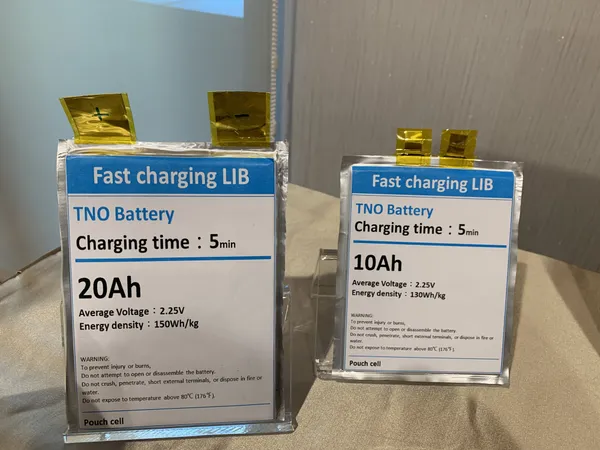 + −
Fast charging LIB
TNO Battery
Charging time：5min
20Ah
Average Voltage：2.25V
Energy density：150Wh/kg
WARNING:
To prevent injury or burns,
Do not attempt to open or disassemble the battery.
Do not crush, penetrate, short external terminals, or dispose in fire or
water.
Do not expose to temperature above 80℃ (176℉).
Pouch cell
Fast charging LIB
TNO Battery
Charging time：5min
10Ah
Average Voltage：2.25V
Energy density：130Wh/kg
WARNING:
To prevent injury or burns,
Do not attempt to open or disassemble the battery.
Do not crush, penetrate, short external terminals, or dispose in fire or
water.
Do not expose to temperature above 80℃ (176℉).
Pouch cell